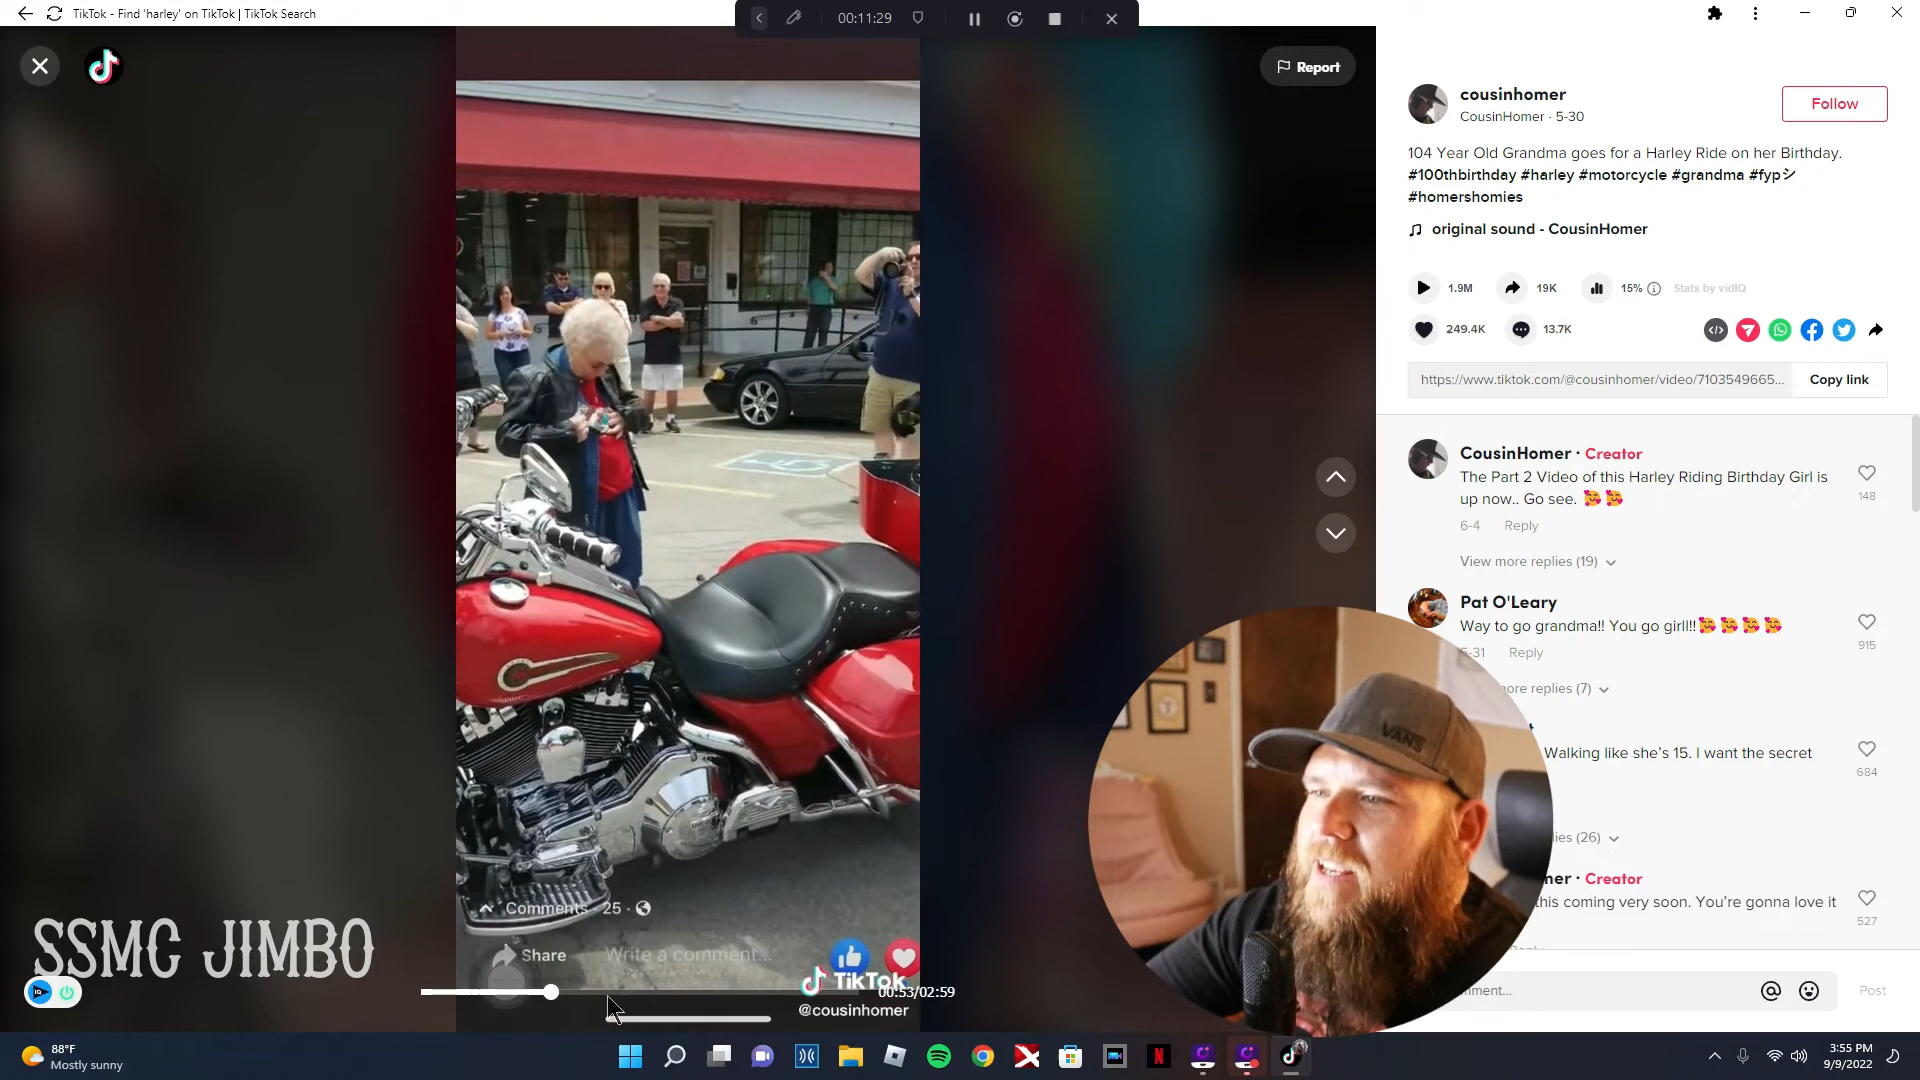 TikTok - Find 'harley' on TikTok | TikTok Search
00:11:29
Report
cousinhomer
CousinHomer · 5-30
Follow
104 Year Old Grandma goes for a Harley Ride on her Birthday.
#100thbirthday #harley #motorcycle #grandma #fypシ
#homershomies
original sound - CousinHomer
1.9M
19K
15%
Stats by vidIQ
249.4K
13.7K
https://www.tiktok.com/@cousinhomer/video/7103549665...
Copy link
CousinHomer · Creator
The Part 2 Video of this Harley Riding Birthday Girl is
up now.. Go see. 🥰 🥰
148
6-4 Reply
View more replies (19)
Pat O'Leary
Way to go grandma!! You go girll!!🥰 🥰 🥰 🥰
915
5-31 Reply
more replies (7)
Walking like she's 15. I want the secret
684
(26)
· Creator
this coming very soon. You're gonna love it
527
Comments · 25 ·
Share
Write a comment...
TikTok
@cousinhomer
00:53/02:59
SSMC JIMBO
VANS
Post
88°F
Mostly sunny
3:55 PM
9/9/2022